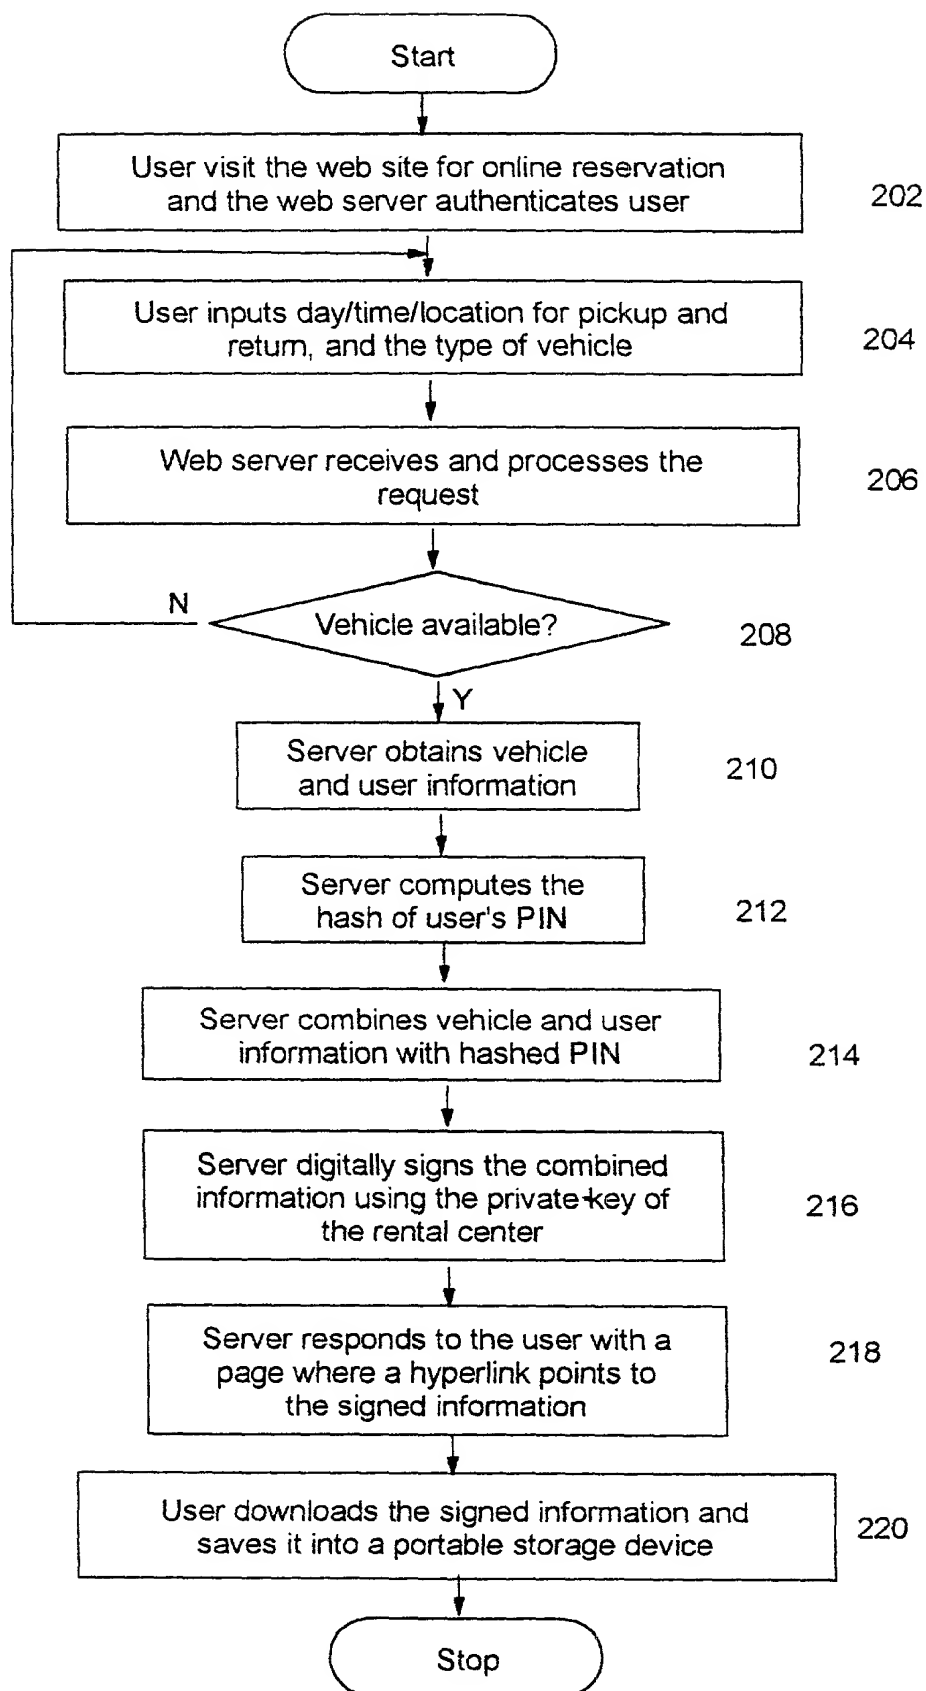 Start
User visit the web site for online reservation
and the web server authenticates user
202
User inputs day/time/location for pickup and
return, and the type of vehicle
204
Web server receives and processes the
request
206
N
Vehicle available?
208
Y
Server obtains vehicle
and user information
210
Server computes the
hash of user's PIN
212
Server combines vehicle and user
information with hashed PIN
214
Server digitally signs the combined
information using the private-key of
the rental center
216
Server responds to the user with a
page where a hyperlink points to
the signed information
218
User downloads the signed information and
saves it into a portable storage device
220
Stop